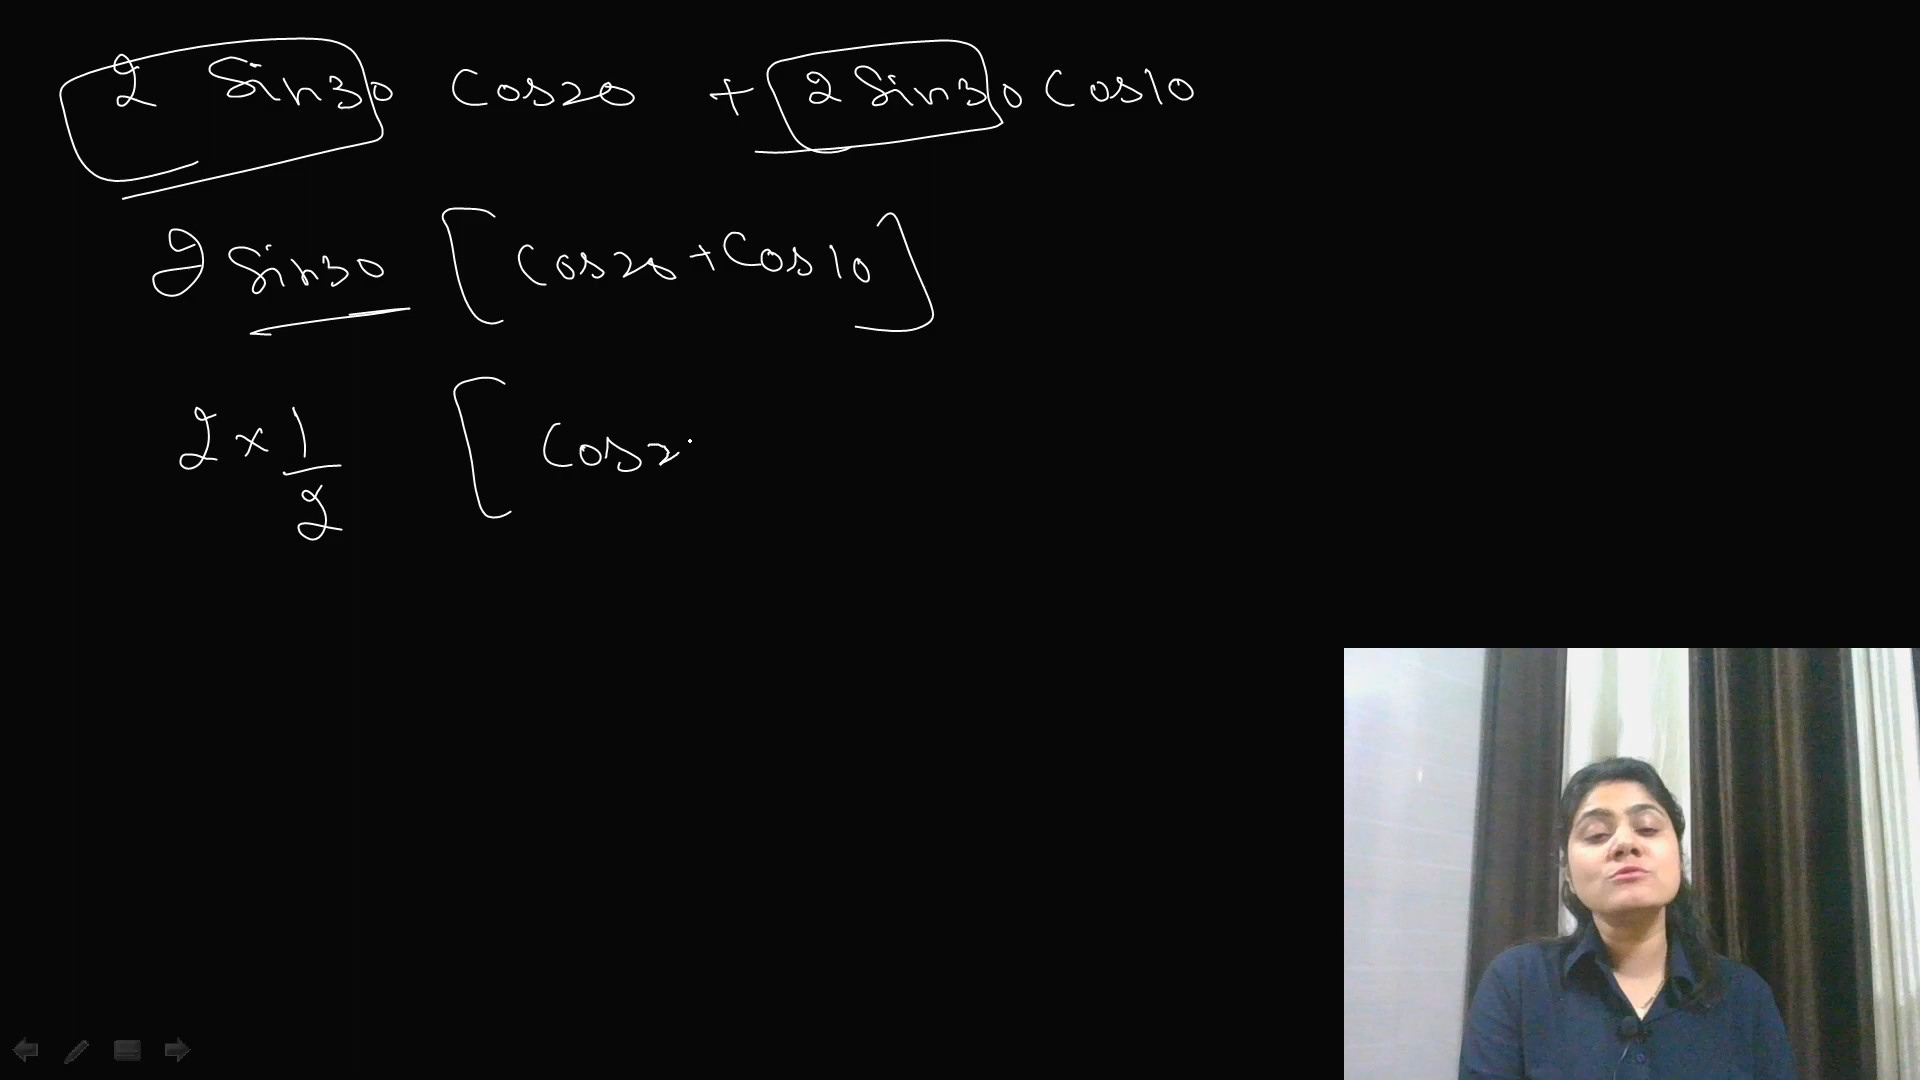 2 Sin30 Cos20 + 2 Sin30 Cos10
2 Sin30 [Cos20 + Cos10]
2 × 1/2 [Cos2